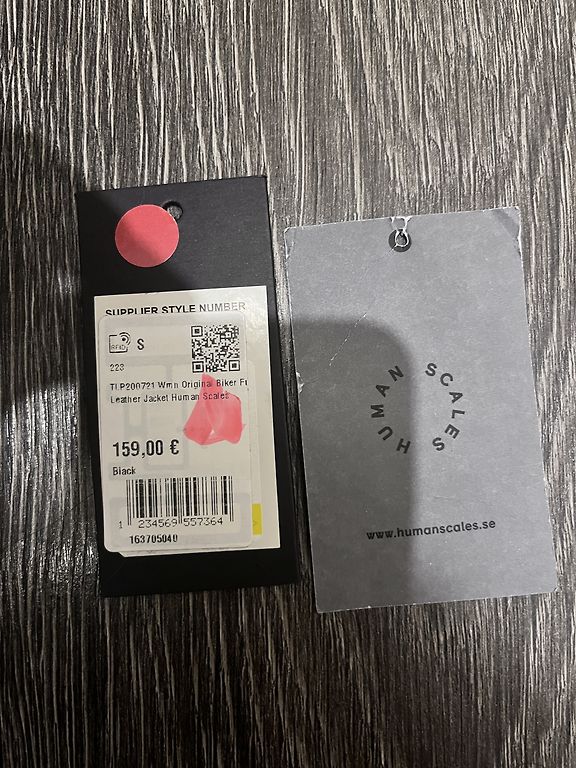 SUPPLIER STYLE NUMBER
RFID S
223
TLP200721 Wmn Original Biker
Leather Jacket Human Scales
159,00 €
Black
1 234569 557364
163705040
HUMAN SCALES
www.humanscales.se